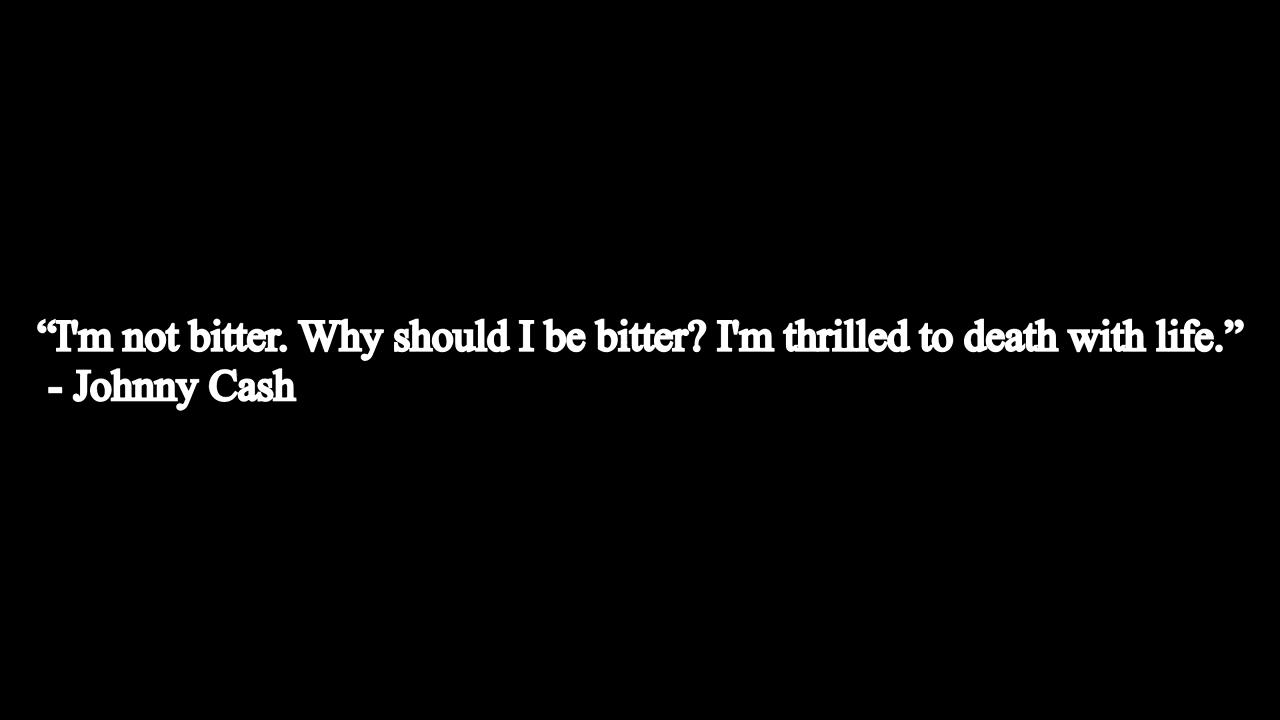 “I'm not bitter. Why should I be bitter? I'm thrilled to death with life.”
- Johnny Cash